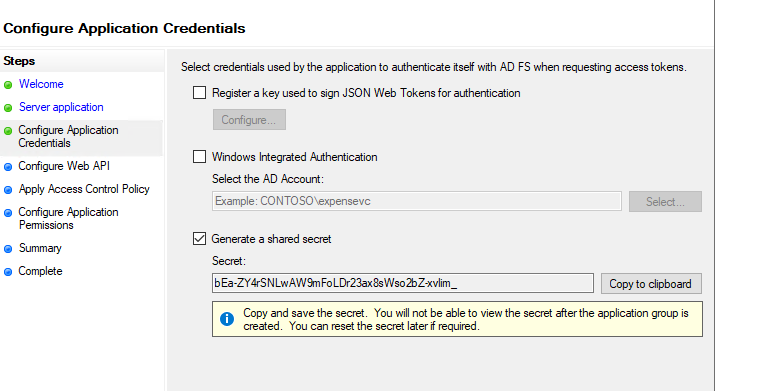 Configure Application Credentials
Steps
Welcome
Server application
Configure Application
Credentials
Configure Web API
Apply Access Control Policy
Configure Application
Permissions
Summary
Complete
Select credentials used by the application to authenticate itself with AD FS when requesting access tokens.
Register a key used to sign JSON Web Tokens for authentication
Configure...
Windows Integrated Authentication
Select the AD Account:
Example: CONTOSO\expensevc
Select...
Generate a shared secret
Secret:
bEa-ZY4rSNLwAW9mFoLDr23ax8sWso2bZ-xvlim_
Copy to clipboard
Copy and save the secret. You will not be able to view the secret after the application group is
created. You can reset the secret later if required.